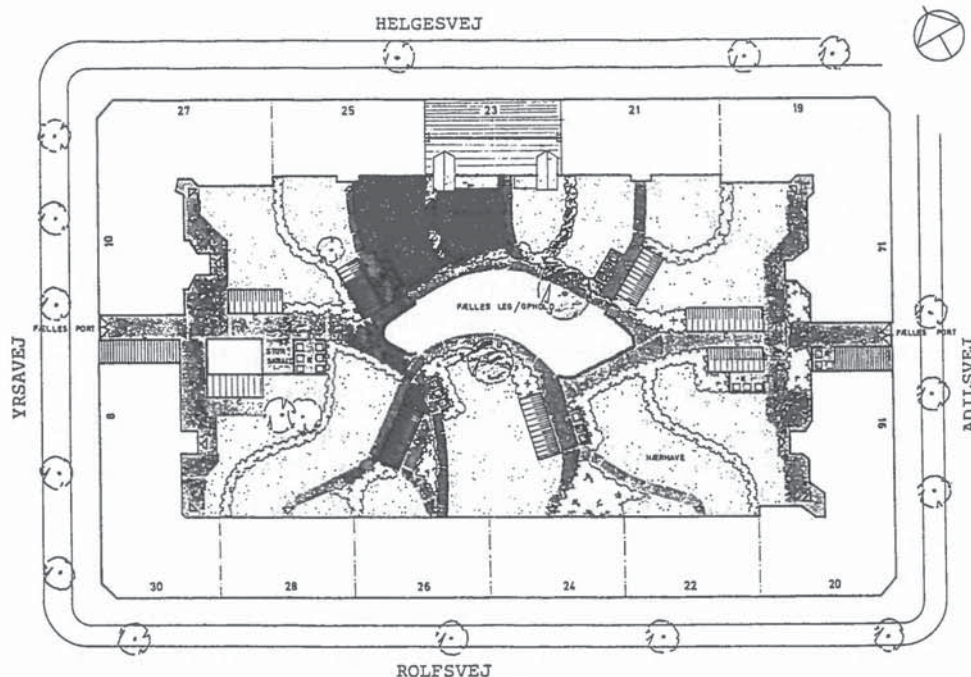 HELGESVEJ
27 25 23 21 19
10
14
FÆLLES LEG/OPHOLD
FÆLLES PORT
FÆLLES PORT
YRSAVEJ
ADILSVEJ
8
16
NÆRHAVE
30 28 26 24 22 20
ROLFSVEJ